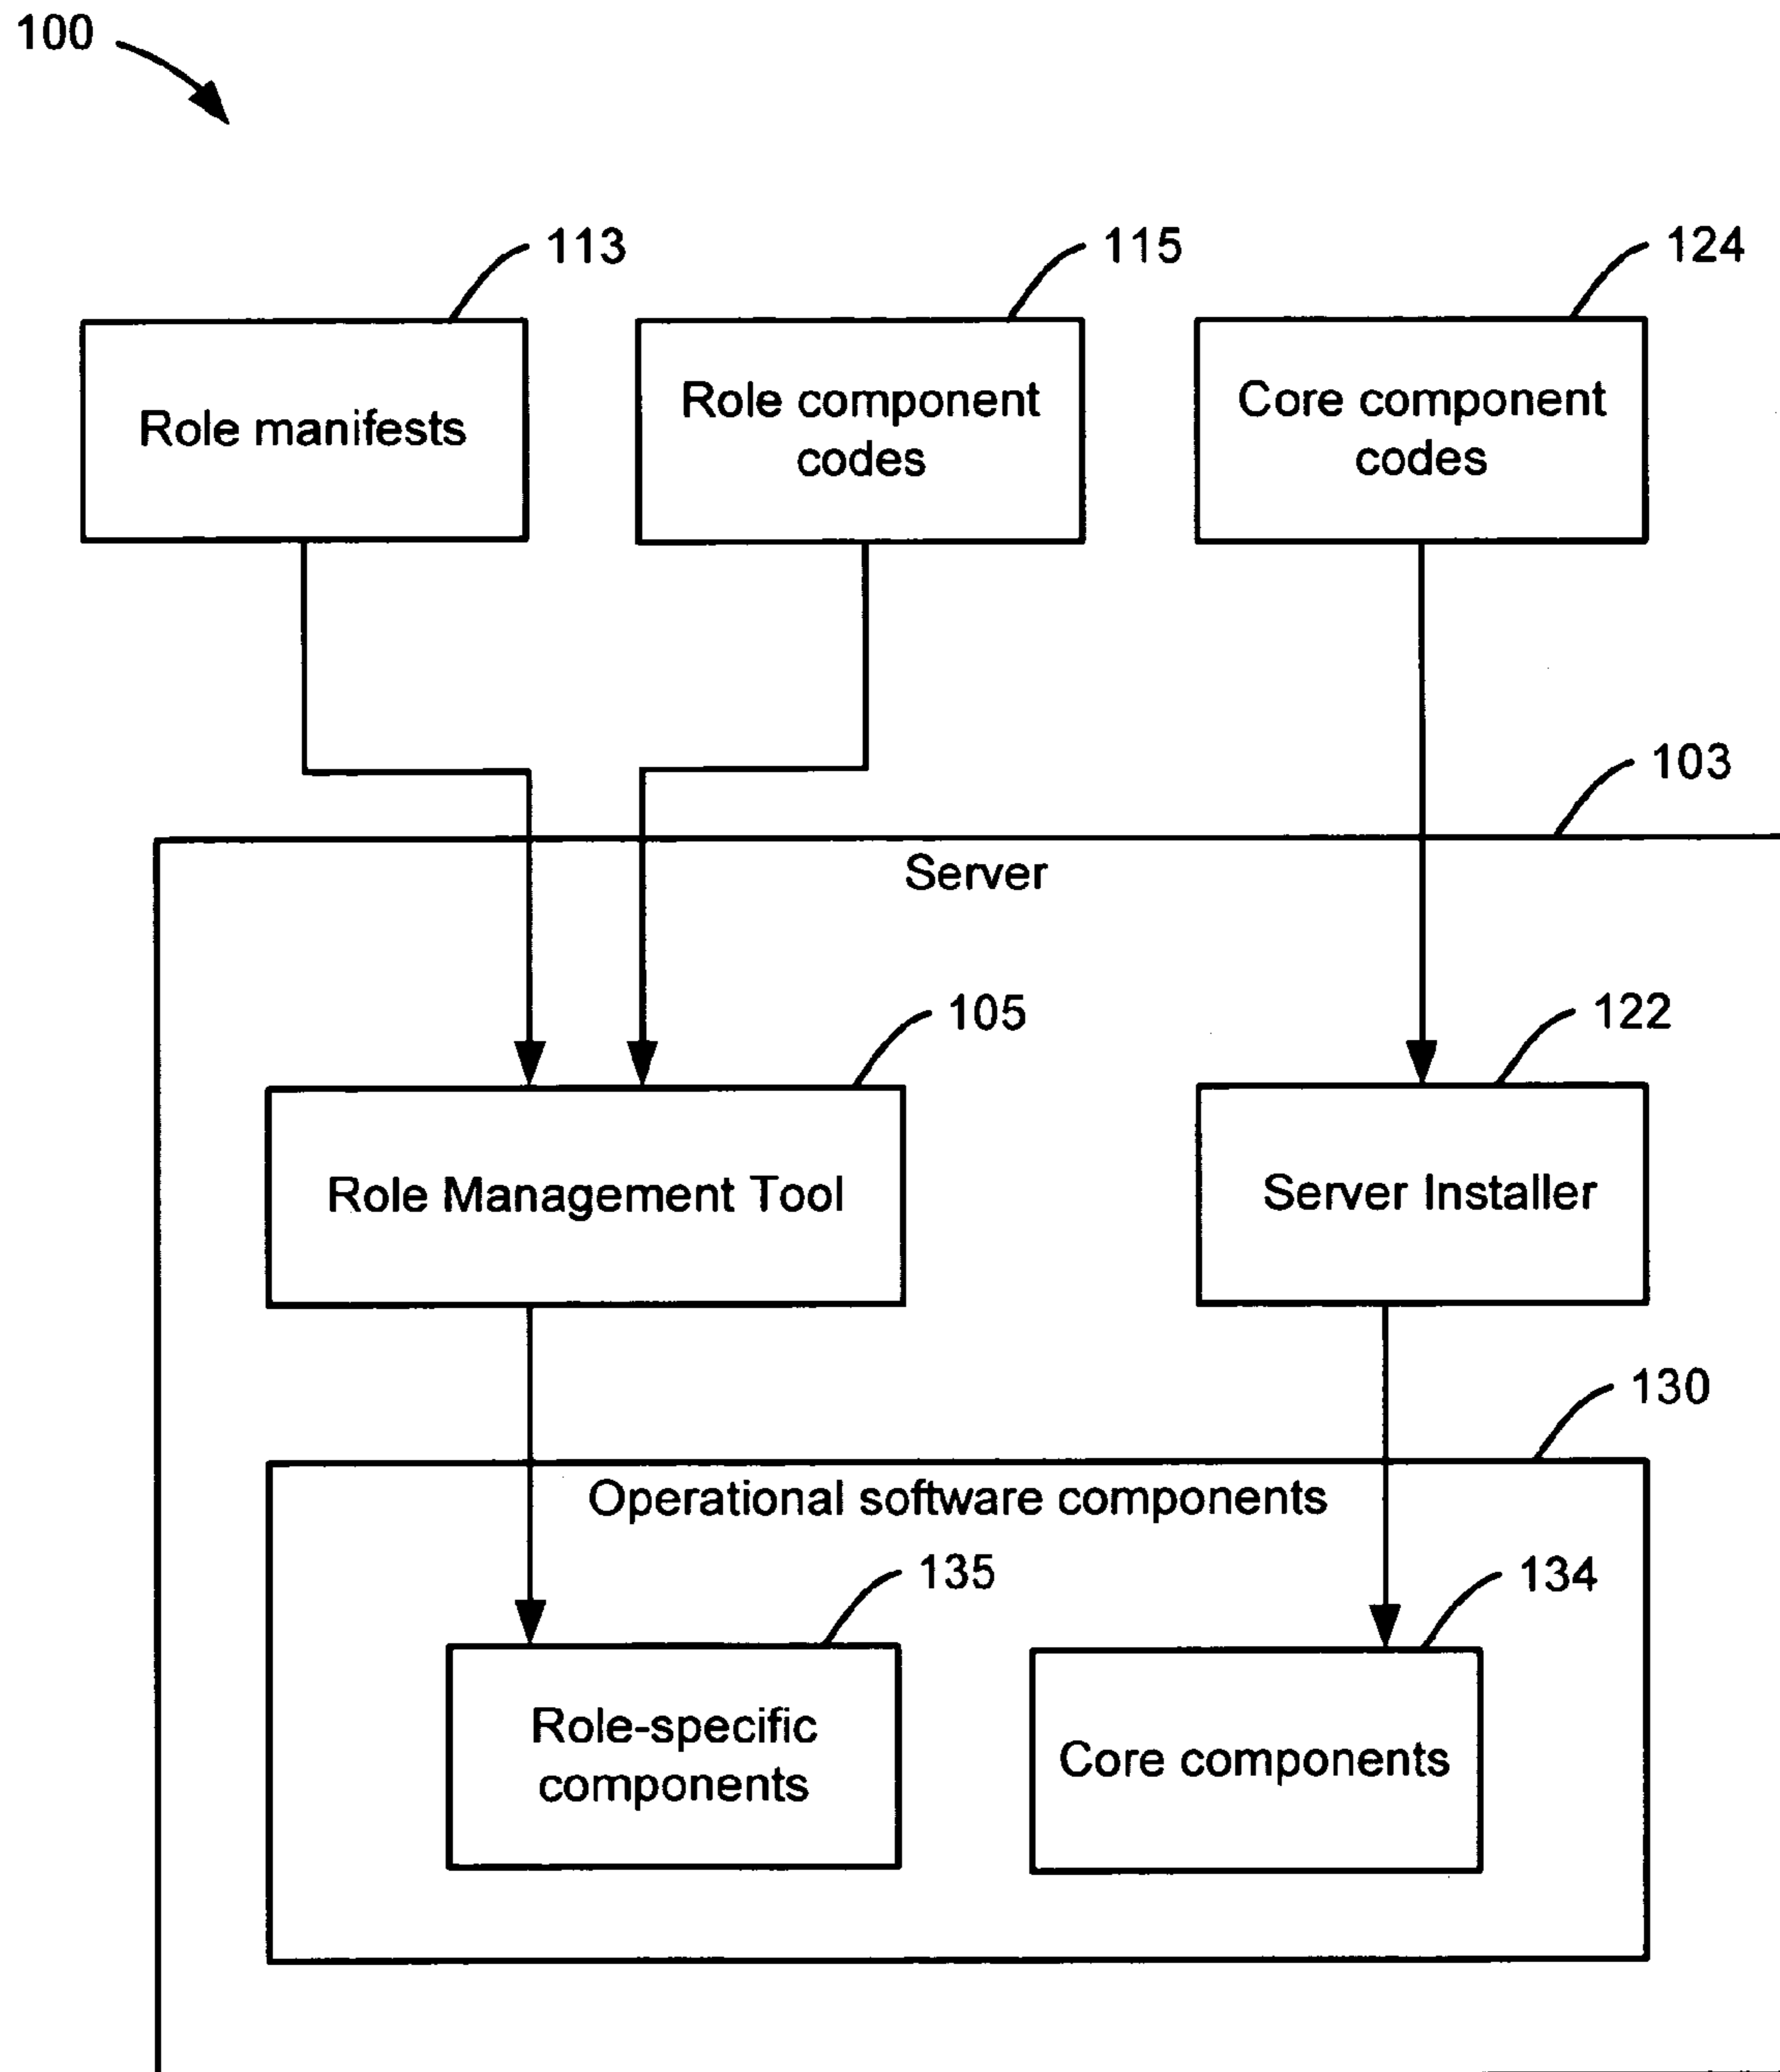 100
113
115
124
Role manifests
Role component
codes
Core component
codes
103
Server
105
122
Role Management Tool
Server Installer
130
Operational software components
135
134
Role-specific
components
Core components